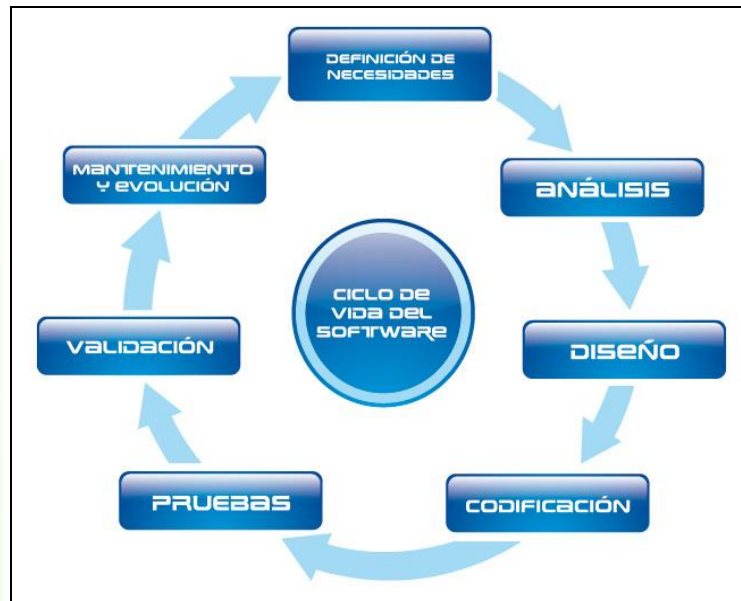 DEFINICIÓN DE
NECESIDADES
ANÁLISIS
DISEÑO
CODIFICACIÓN
PRUEBAS
VALIDACIÓN
MANTENIMIENTO
Y EVOLUCIÓN
CICLO DE
VIDA DEL
SOFTWARE